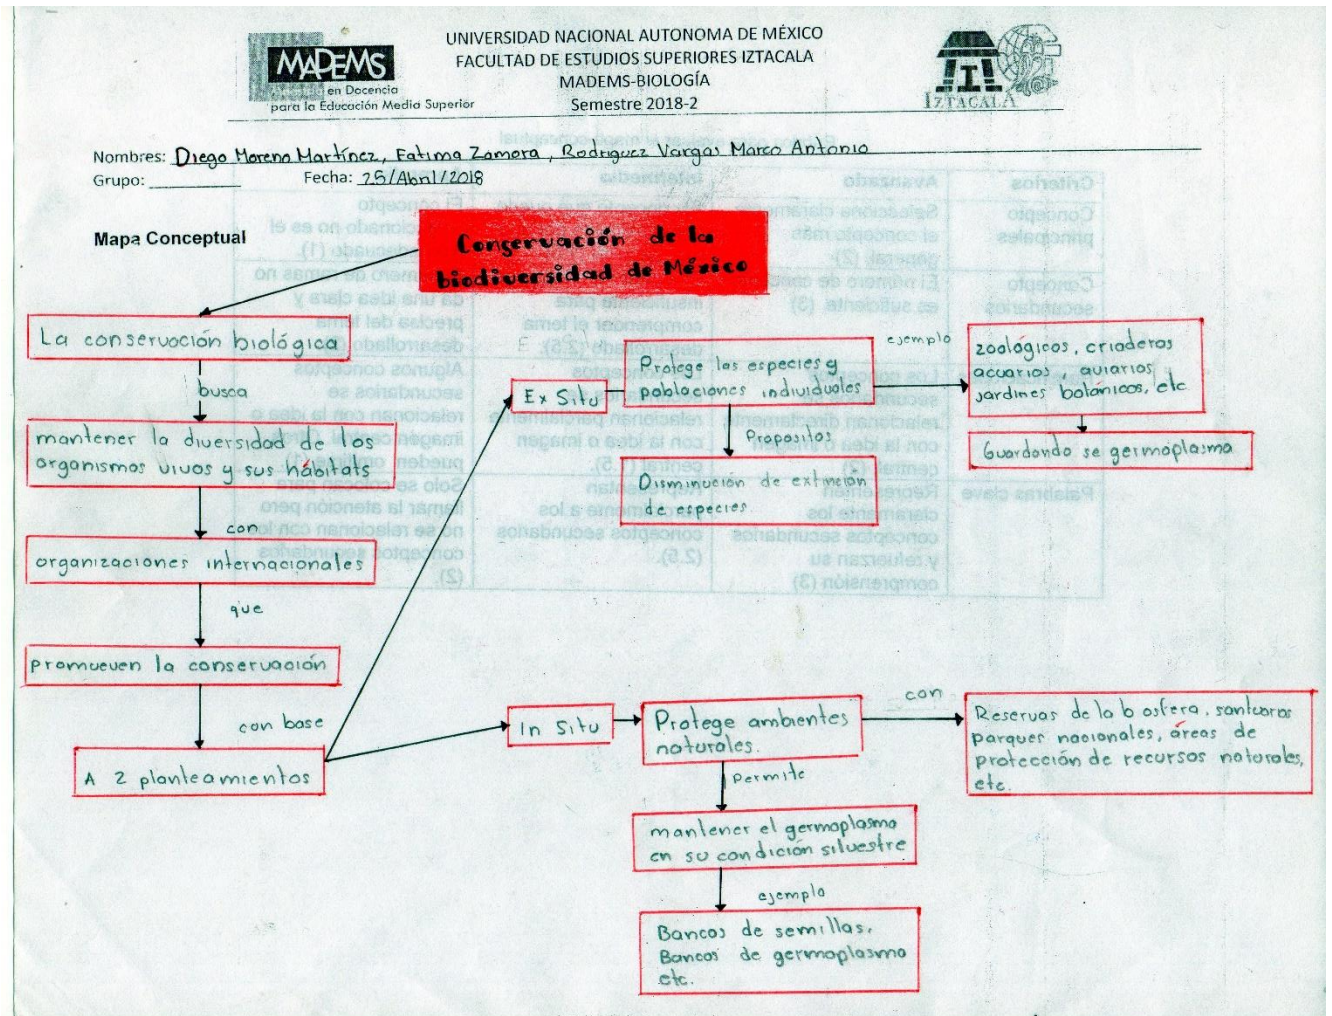 UNIVERSIDAD NACIONAL AUTONOMA DE MÉXICO
FACULTAD DE ESTUDIOS SUPERIORES IZTACALA
MADEMS-BIOLOGÍA
Semestre 2018-2
MADEMS
en Docencia
para la Educación Media Superior
IZTACALA
Nombres: Diego Moreno Martínez, Fatima Zamora, Rodriguez Vargas Marco Antonio
Grupo: Fecha: 25/Abril/2018
Mapa Conceptual
Conservación de la
biodiversidad de México
La conservación biológica
busca
mantener la diversidad de los
organismos vivos y sus hábitats
con
organizaciones internacionales
que
promueven la conservación
con base
A 2 planteamientos
Ex Situ
Protege las especies y
poblaciones individuales
ejemplo
zoológicos, criaderos
acuarios, aviarios
jardines botánicos, etc
Guardando se germoplasma
Propositos
Disminución de extinción
de especies.
In Situ
Protege ambientes
naturales.
con
Reservas de la biosfera, santuarios
parques nacionales, áreas de
protección de recursos naturales,
etc.
permite
mantener el germoplasma
en su condición silvestre
ejemplo
Bancos de semillas,
Bancos de germoplasma
etc.